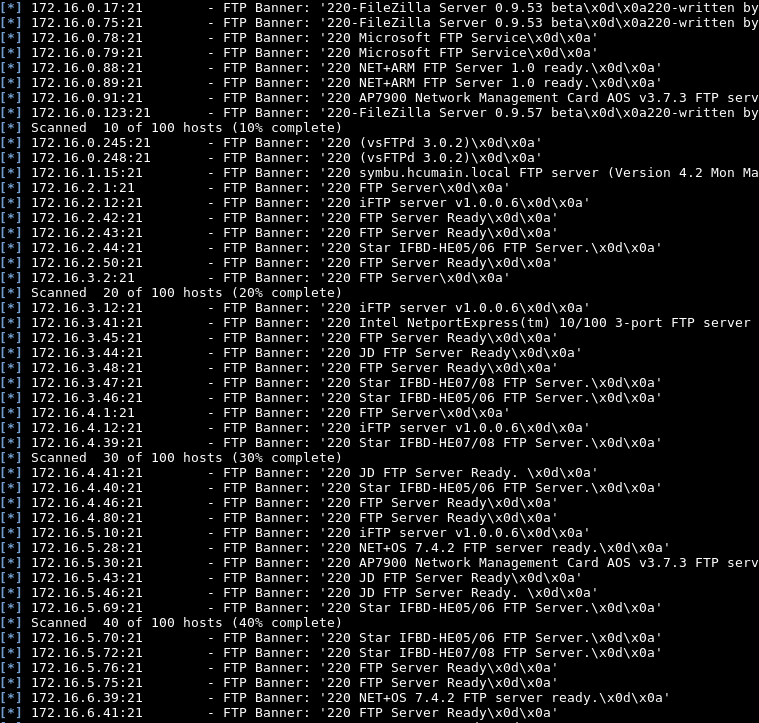 [*] 172.16.0.17:21 - FTP Banner: '220-FileZilla Server 0.9.53 beta\x0d\x0a220-written by
[*] 172.16.0.75:21 - FTP Banner: '220-FileZilla Server 0.9.53 beta\x0d\x0a220-written by
[*] 172.16.0.78:21 - FTP Banner: '220 Microsoft FTP Service\x0d\x0a'
[*] 172.16.0.79:21 - FTP Banner: '220 Microsoft FTP Service\x0d\x0a'
[*] 172.16.0.88:21 - FTP Banner: '220 NET+ARM FTP Server 1.0 ready.\x0d\x0a'
[*] 172.16.0.89:21 - FTP Banner: '220 NET+ARM FTP Server 1.0 ready.\x0d\x0a'
[*] 172.16.0.91:21 - FTP Banner: '220 AP7900 Network Management Card AOS v3.7.3 FTP serv
[*] 172.16.0.123:21 - FTP Banner: '220-FileZilla Server 0.9.57 beta\x0d\x0a220-written by
[*] Scanned  10 of 100 hosts (10% complete)
[*] 172.16.0.245:21 - FTP Banner: '220 (vsFTPd 3.0.2)\x0d\x0a'
[*] 172.16.0.248:21 - FTP Banner: '220 (vsFTPd 3.0.2)\x0d\x0a'
[*] 172.16.1.15:21 - FTP Banner: '220 symbu.hcumain.local FTP server (Version 4.2 Mon Ma
[*] 172.16.2.1:21 - FTP Banner: '220 FTP Server\x0d\x0a'
[*] 172.16.2.12:21 - FTP Banner: '220 iFTP server v1.0.0.6\x0d\x0a'
[*] 172.16.2.42:21 - FTP Banner: '220 FTP Server Ready\x0d\x0a'
[*] 172.16.2.43:21 - FTP Banner: '220 FTP Server Ready\x0d\x0a'
[*] 172.16.2.44:21 - FTP Banner: '220 Star IFBD-HE05/06 FTP Server.\x0d\x0a'
[*] 172.16.2.50:21 - FTP Banner: '220 FTP Server Ready\x0d\x0a'
[*] 172.16.3.2:21 - FTP Banner: '220 FTP Server\x0d\x0a'
[*] Scanned  20 of 100 hosts (20% complete)
[*] 172.16.3.12:21 - FTP Banner: '220 iFTP server v1.0.0.6\x0d\x0a'
[*] 172.16.3.41:21 - FTP Banner: '220 Intel NetportExpress(tm) 10/100 3-port FTP server
[*] 172.16.3.45:21 - FTP Banner: '220 FTP Server Ready\x0d\x0a'
[*] 172.16.3.44:21 - FTP Banner: '220 JD FTP Server Ready\x0d\x0a'
[*] 172.16.3.48:21 - FTP Banner: '220 FTP Server Ready\x0d\x0a'
[*] 172.16.3.47:21 - FTP Banner: '220 Star IFBD-HE07/08 FTP Server.\x0d\x0a'
[*] 172.16.3.46:21 - FTP Banner: '220 Star IFBD-HE05/06 FTP Server.\x0d\x0a'
[*] 172.16.4.1:21 - FTP Banner: '220 FTP Server\x0d\x0a'
[*] 172.16.4.12:21 - FTP Banner: '220 iFTP server v1.0.0.6\x0d\x0a'
[*] 172.16.4.39:21 - FTP Banner: '220 Star IFBD-HE07/08 FTP Server.\x0d\x0a'
[*] Scanned  30 of 100 hosts (30% complete)
[*] 172.16.4.41:21 - FTP Banner: '220 JD FTP Server Ready. \x0d\x0a'
[*] 172.16.4.40:21 - FTP Banner: '220 Star IFBD-HE05/06 FTP Server.\x0d\x0a'
[*] 172.16.4.46:21 - FTP Banner: '220 FTP Server Ready\x0d\x0a'
[*] 172.16.4.80:21 - FTP Banner: '220 FTP Server Ready\x0d\x0a'
[*] 172.16.5.10:21 - FTP Banner: '220 iFTP server v1.0.0.6\x0d\x0a'
[*] 172.16.5.28:21 - FTP Banner: '220 NET+OS 7.4.2 FTP server ready.\x0d\x0a'
[*] 172.16.5.30:21 - FTP Banner: '220 AP7900 Network Management Card AOS v3.7.3 FTP serv
[*] 172.16.5.43:21 - FTP Banner: '220 JD FTP Server Ready\x0d\x0a'
[*] 172.16.5.46:21 - FTP Banner: '220 JD FTP Server Ready. \x0d\x0a'
[*] 172.16.5.69:21 - FTP Banner: '220 Star IFBD-HE05/06 FTP Server.\x0d\x0a'
[*] Scanned  40 of 100 hosts (40% complete)
[*] 172.16.5.70:21 - FTP Banner: '220 Star IFBD-HE05/06 FTP Server.\x0d\x0a'
[*] 172.16.5.72:21 - FTP Banner: '220 Star IFBD-HE07/08 FTP Server.\x0d\x0a'
[*] 172.16.5.76:21 - FTP Banner: '220 FTP Server Ready\x0d\x0a'
[*] 172.16.5.75:21 - FTP Banner: '220 FTP Server Ready\x0d\x0a'
[*] 172.16.6.39:21 - FTP Banner: '220 NET+OS 7.4.2 FTP server ready.\x0d\x0a'
[*] 172.16.6.41:21 - FTP Banner: '220 FTP Server Ready\x0d\x0a'